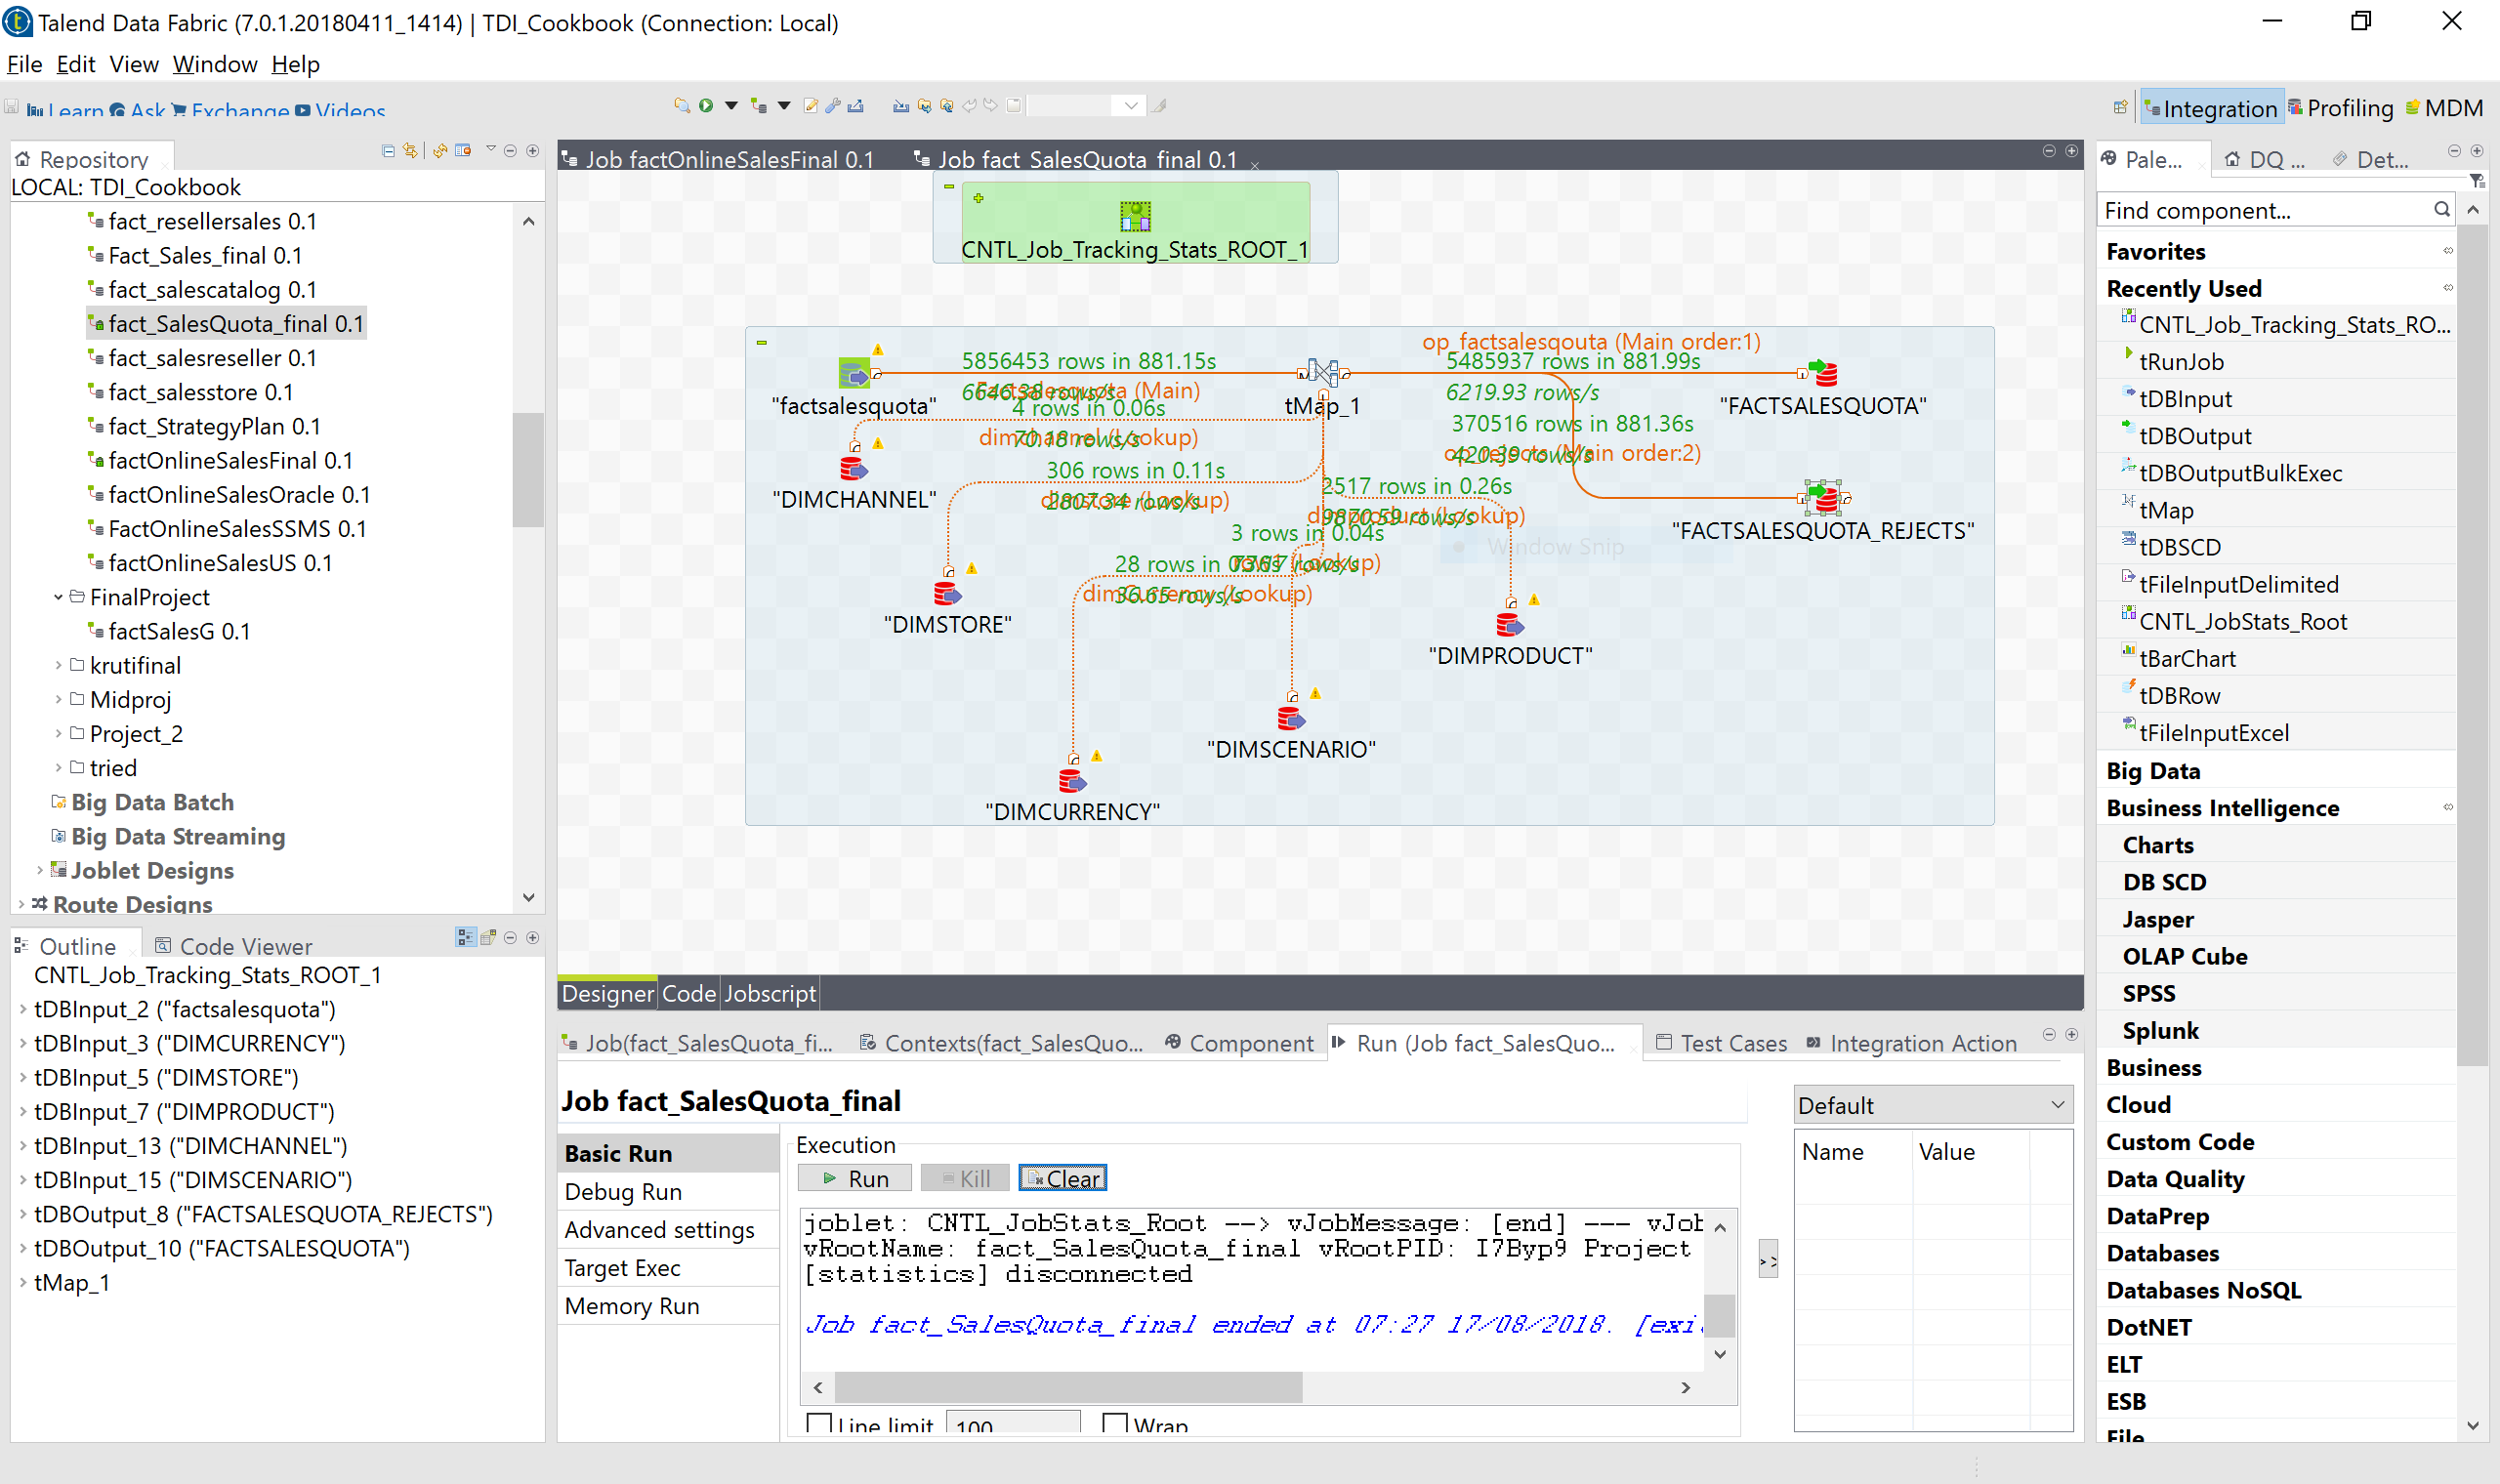 Talend Data Fabric (7.0.1.20180411_1414) | TDI_Cookbook (Connection: Local)
File Edit View Window Help
Learn Ask Exchange Videos
Integration Profiling MDM
Repository
LOCAL: TDI_Cookbook
fact_resellersales 0.1
Fact_Sales_final 0.1
fact_salescatalog 0.1
fact_SalesQuota_final 0.1
fact_salesreseller 0.1
fact_salesstore 0.1
fact_StrategyPlan 0.1
factOnlineSalesFinal 0.1
factOnlineSalesOracle 0.1
FactOnlineSalesSSMS 0.1
factOnlineSalesUS 0.1
FinalProject
factSalesG 0.1
krutifinal
Midproj
Project_2
tried
Big Data Batch
Big Data Streaming
Joblet Designs
Route Designs
Outline Code Viewer
CNTL_Job_Tracking_Stats_ROOT_1
tDBInput_2 ("factsalesquota")
tDBInput_3 ("DIMCURRENCY")
tDBInput_5 ("DIMSTORE")
tDBInput_7 ("DIMPRODUCT")
tDBInput_13 ("DIMCHANNEL")
tDBInput_15 ("DIMSCENARIO")
tDBOutput_8 ("FACTSALESQUOTA_REJECTS")
tDBOutput_10 ("FACTSALESQUOTA")
tMap_1
Job factOnlineSalesFinal 0.1 Job fact_SalesQuota_final 0.1
CNTL_Job_Tracking_Stats_ROOT_1
op_factsalesqouta (Main order:1)
5856453 rows in 881.15s
5485937 rows in 881.99s
6646.38 rows/s
Factsalesquota (Main)
6219.93 rows/s
"factsalesquota"
4 rows in 0.06s
tMap_1
"FACTSALESQUOTA"
370516 rows in 881.36s
dimchannel (Lookup)
70.18 rows/s
420.39 rows/s
op_rejects (Main order:2)
306 rows in 0.11s
2517 rows in 0.26s
"DIMCHANNEL"
dimstore (Lookup)
2807.34 rows/s
9870.59 rows/s
dimproduct (Lookup)
"FACTSALESQUOTA_REJECTS"
3 rows in 0.04s
Window Snip
28 rows in
row1 (Lookup)
dimCurrency (Lookup)
36.65 rows/s
"DIMSTORE"
"DIMPRODUCT"
"DIMSCENARIO"
"DIMCURRENCY"
Designer Code Jobscript
Job(fact_SalesQuota_fi... Contexts(fact_SalesQuo... Component Run (Job fact_SalesQuo... Test Cases Integration Action
Job fact_SalesQuota_final
Basic Run
Debug Run
Advanced settings
Target Exec
Memory Run
Execution
Run Kill Clear
joblet: CNTL_JobStats_Root --> vJobMessage: [end] --- vJob
vRootName: fact_SalesQuota_final vRootPID: I7Byp9 Project
[statistics] disconnected
Job fact_SalesQuota_final ended at 07:27 17/08/2018. [exi
Line limit 100 Wrap
Default
Name Value
Pale... DQ ... Det...
Find component...
Favorites
Recently Used
CNTL_Job_Tracking_Stats_RO...
tRunJob
tDBInput
tDBOutput
tDBOutputBulkExec
tMap
tDBSCD
tFileInputDelimited
CNTL_JobStats_Root
tBarChart
tDBRow
tFileInputExcel
Big Data
Business Intelligence
Charts
DB SCD
Jasper
OLAP Cube
SPSS
Splunk
Business
Cloud
Custom Code
Data Quality
DataPrep
Databases
Databases NoSQL
DotNET
ELT
ESB
File